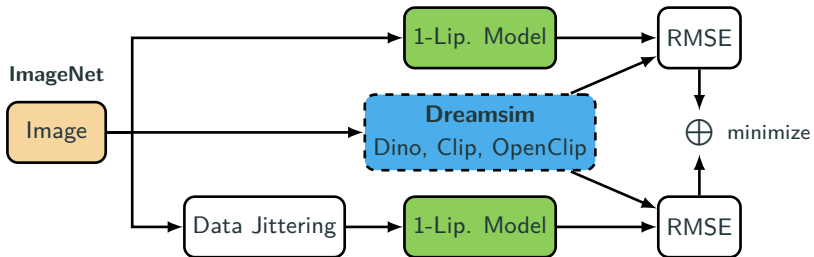 1-Lip. Model
RMSE
ImageNet
Image
Dreamsim
Dino, Clip, OpenClip
⊕ minimize
Data Jittering
1-Lip. Model
RMSE